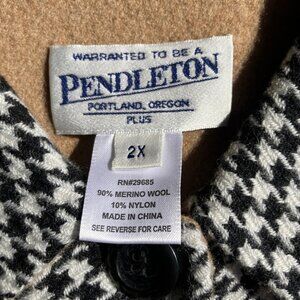 WARRANTED TO BE A
PENDLETON
PORTLAND, OREGON
PLUS
2X
RN#29685
90% MERINO WOOL
10% NYLON
MADE IN CHINA
SEE REVERSE FOR CARE